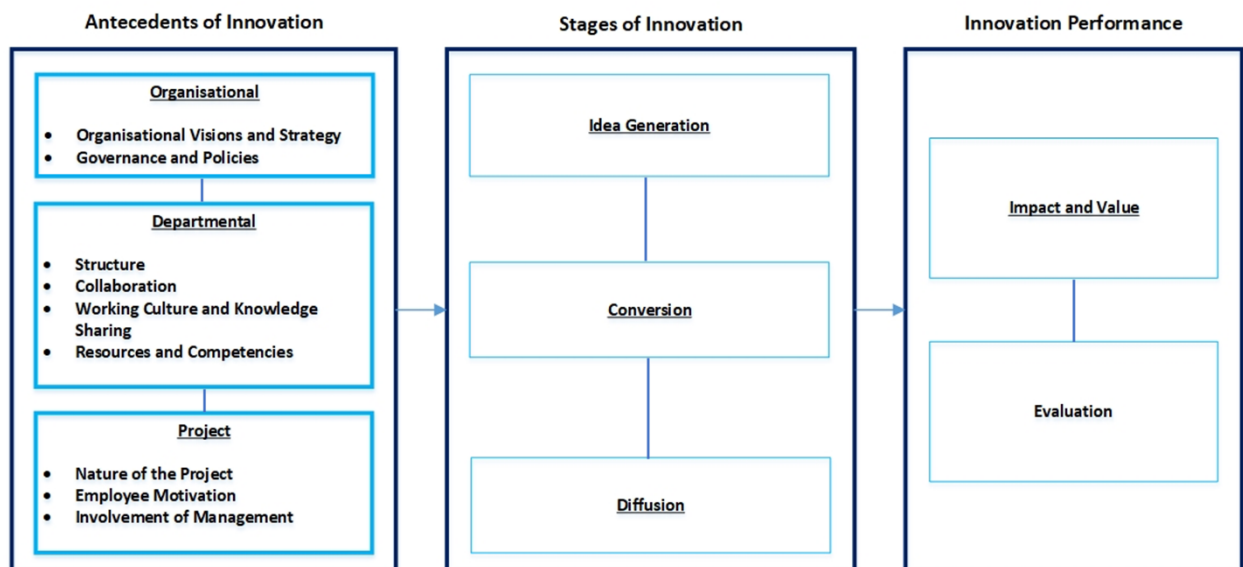 Antecedents of Innovation
Organisational
• Organisational Visions and Strategy
• Governance and Policies
Departmental
• Structure
• Collaboration
• Working Culture and Knowledge
Sharing
• Resources and Competencies
Project
• Nature of the Project
• Employee Motivation
• Involvement of Management
Stages of Innovation
Idea Generation
Conversion
Diffusion
Innovation Performance
Impact and Value
Evaluation